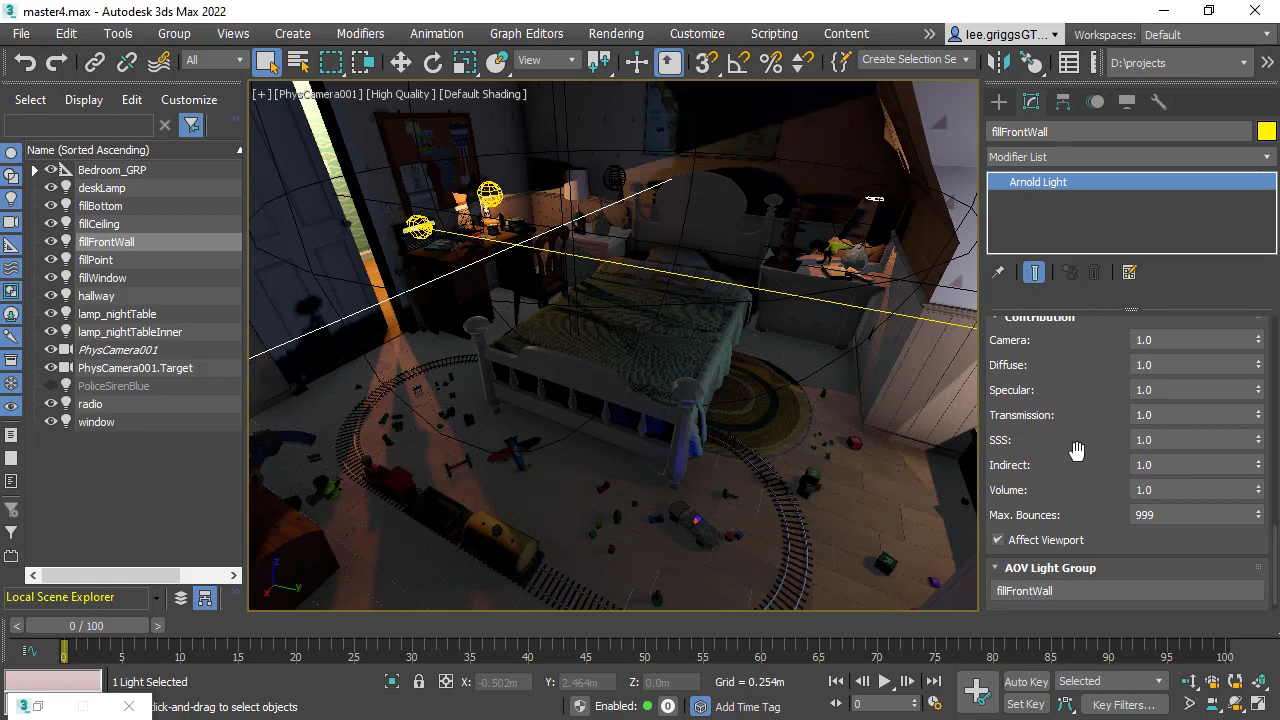 master4.max - Autodesk 3ds Max 2022
File Edit Tools Group Views Create Modifiers Animation Graph Editors Rendering Customize Scripting Content lee.griggsGT... Workspaces: Default
All View Create Selection Se D:\projects
Select Display Edit Customize
[+] [PhysCamera001] [High Quality ] [Default Shading]
fillFrontWall
Modifier List
Arnold Light
Name (Sorted Ascending)
Bedroom_GRP
deskLamp
fillBottom
fillCeiling
fillFrontWall
fillPoint
fillWindow
hallway
lamp_nightTable
lamp_nightTableInner
PhysCamera001
PhysCamera001.Target
PoliceSirenBlue
radio
window
Contribution
Camera: 1.0
Diffuse: 1.0
Specular: 1.0
Transmission: 1.0
SSS: 1.0
Indirect: 1.0
Volume: 1.0
Max. Bounces: 999
Affect Viewport
AOV Light Group
fillFrontWall
z
x y
Local Scene Explorer
0 / 100
0 5 10 15 20 25 30 35 40 45 50 55 60 65 70 75 80 85 90 95 100
1 Light Selected X: -0.502m Y: 2.464m Z: 0.0m Grid = 0.254m Auto Key Selected
lick-and-drag to select objects Enabled: 0 Add Time Tag 0 Set Key Key Filters...